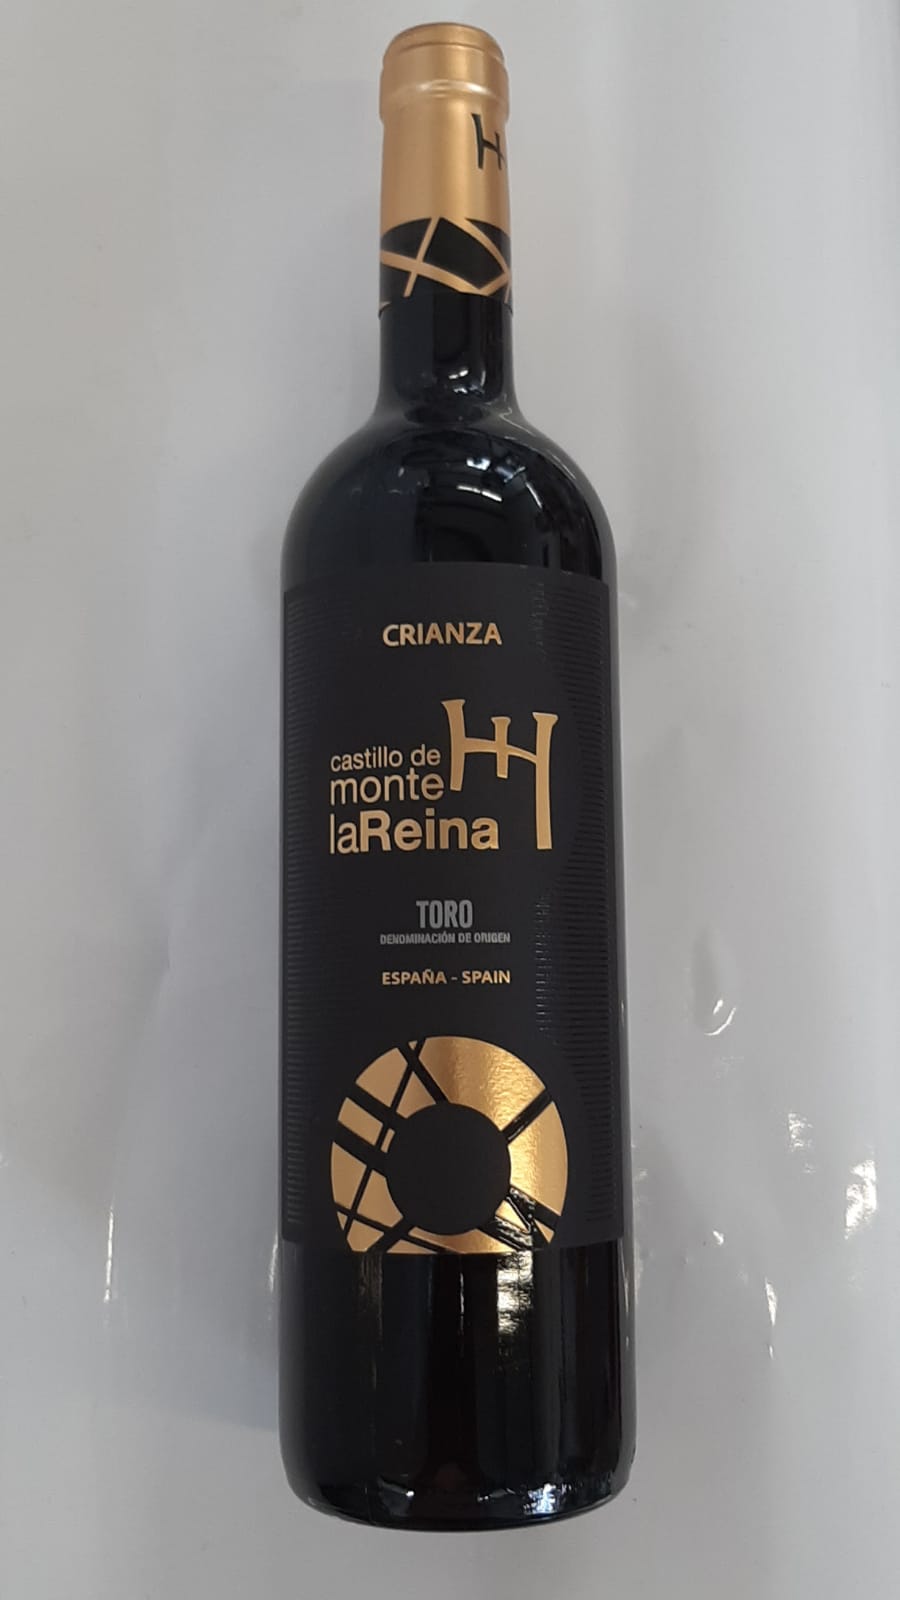 CRIANZA
castillo de
monte
laReina
TORO
DENOMINACIÓN DE ORIGEN
ESPAÑA - SPAIN